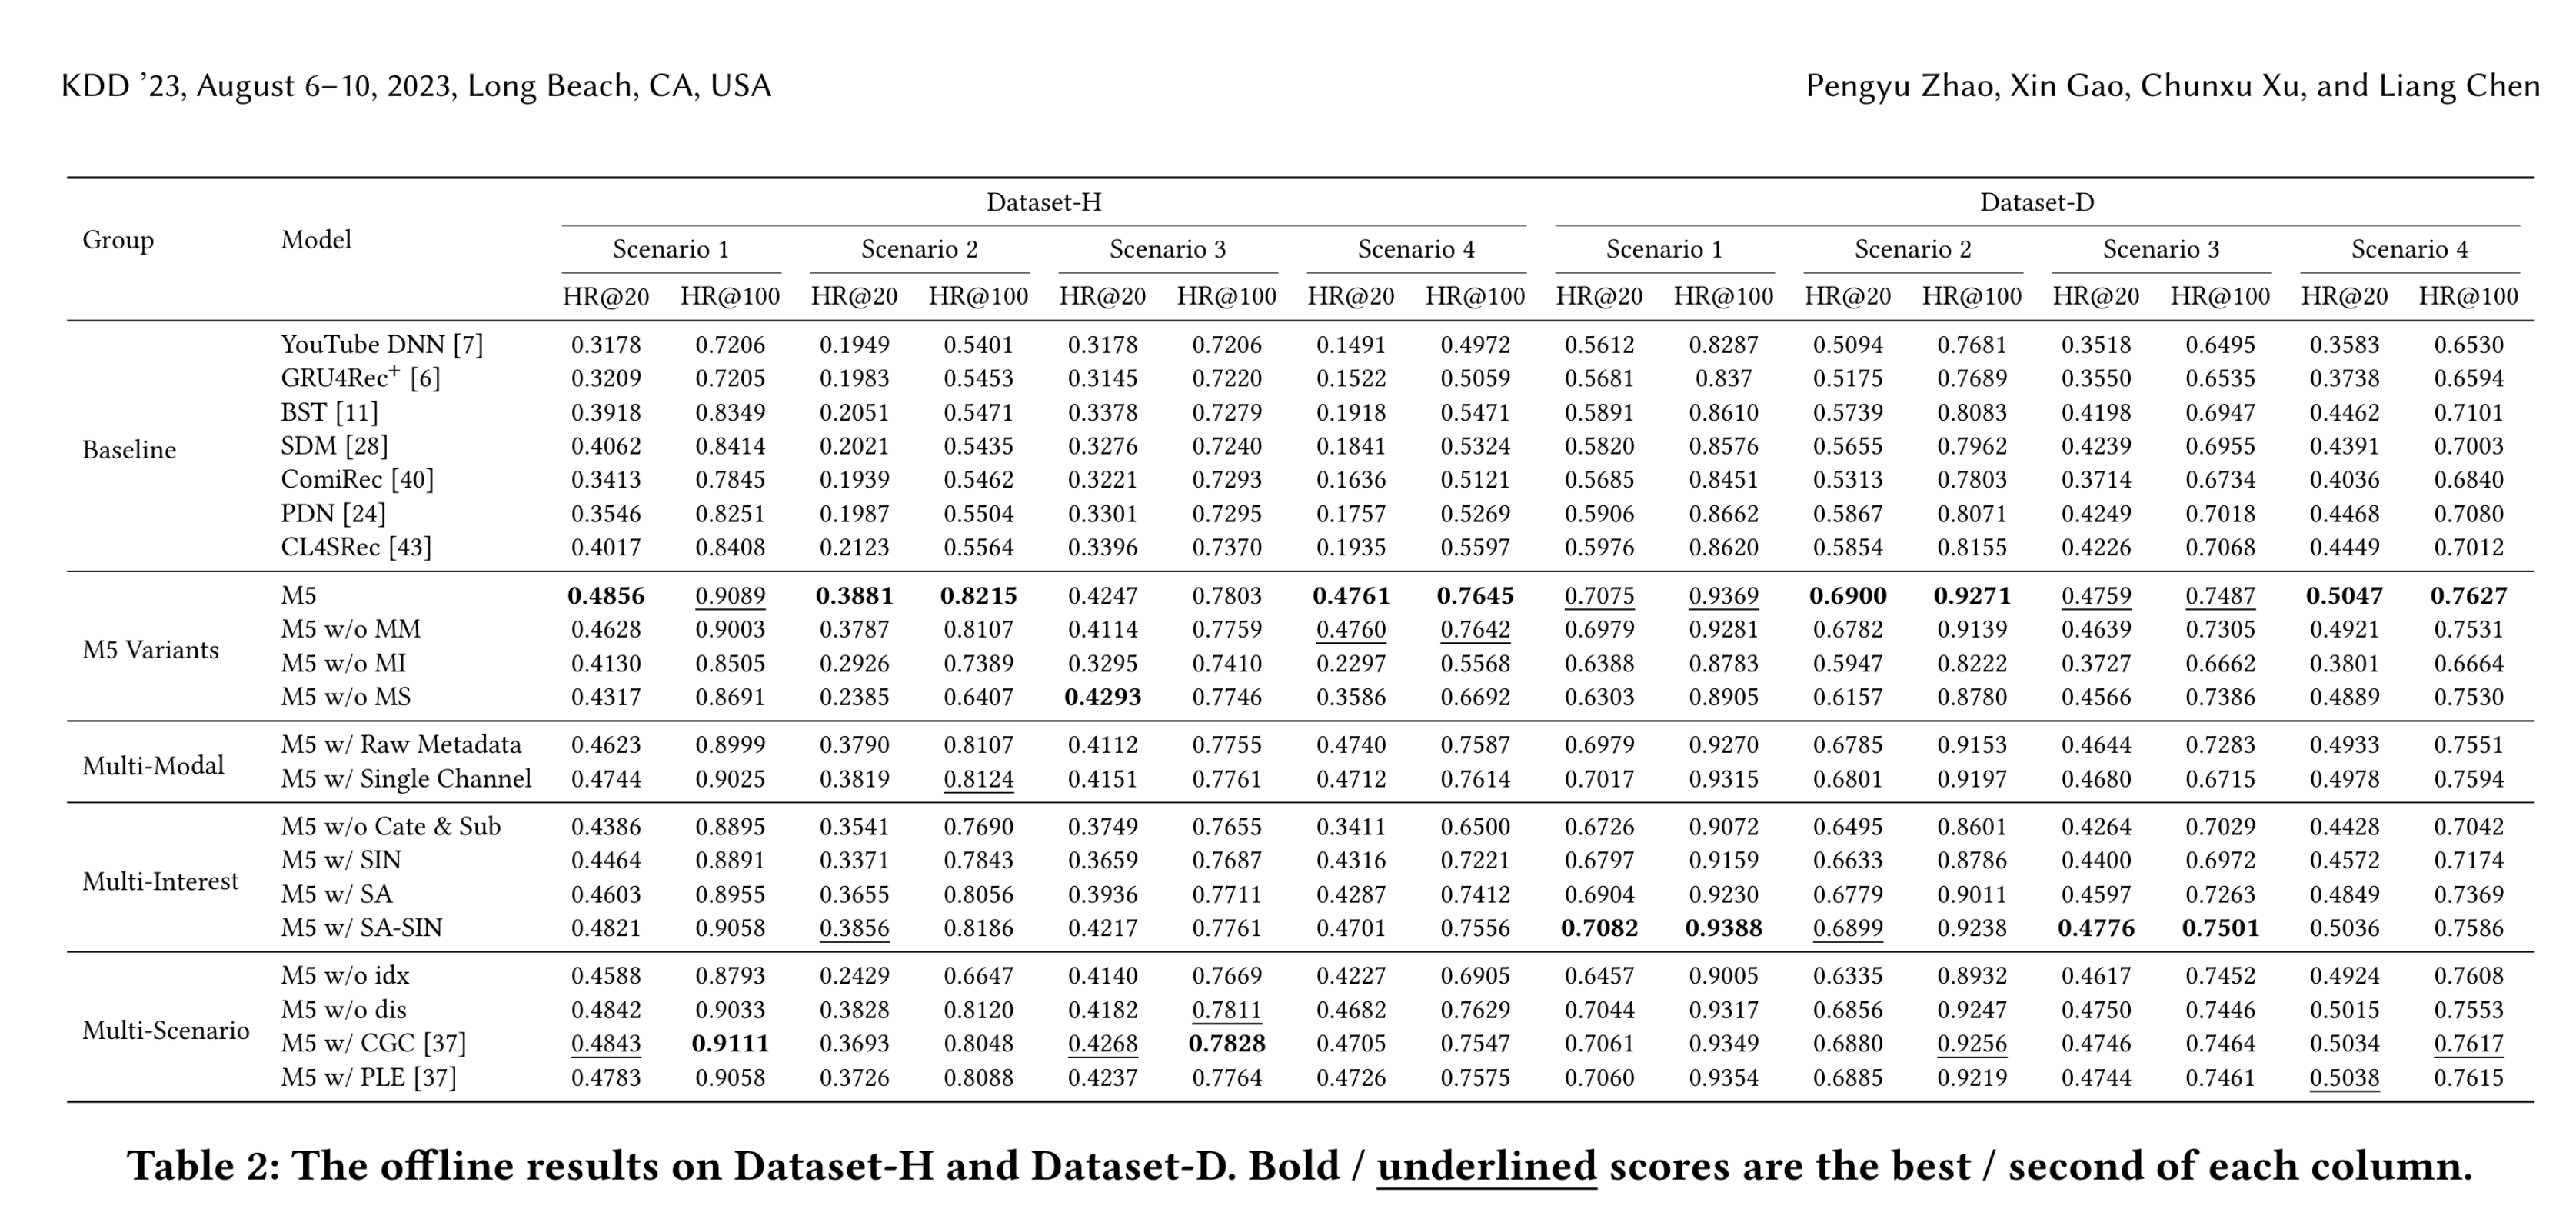 KDD '23, August 6–10, 2023, Long Beach, CA, USA Pengyu Zhao, Xin Gao, Chunxu Xu, and Liang Chen
Group Model Dataset-H Dataset-D
Scenario 1 Scenario 2 Scenario 3 Scenario 4 Scenario 1 Scenario 2 Scenario 3 Scenario 4
HR@20 HR@100 HR@20 HR@100 HR@20 HR@100 HR@20 HR@100 HR@20 HR@100 HR@20 HR@100 HR@20 HR@100 HR@20 HR@100
Baseline
YouTube DNN [7] 0.3178 0.7206 0.1949 0.5401 0.3178 0.7206 0.1491 0.4972 0.5612 0.8287 0.5094 0.7681 0.3518 0.6495 0.3583 0.6530
GRU4Rec⁺ [6] 0.3209 0.7205 0.1983 0.5453 0.3145 0.7220 0.1522 0.5059 0.5681 0.837 0.5175 0.7689 0.3550 0.6535 0.3738 0.6594
BST [11] 0.3918 0.8349 0.2051 0.5471 0.3378 0.7279 0.1918 0.5471 0.5891 0.8610 0.5739 0.8083 0.4198 0.6947 0.4462 0.7101
SDM [28] 0.4062 0.8414 0.2021 0.5435 0.3276 0.7240 0.1841 0.5324 0.5820 0.8576 0.5655 0.7962 0.4239 0.6955 0.4391 0.7003
ComiRec [40] 0.3413 0.7845 0.1939 0.5462 0.3221 0.7293 0.1636 0.5121 0.5685 0.8451 0.5313 0.7803 0.3714 0.6734 0.4036 0.6840
PDN [24] 0.3546 0.8251 0.1987 0.5504 0.3301 0.7295 0.1757 0.5269 0.5906 0.8662 0.5867 0.8071 0.4249 0.7018 0.4468 0.7080
CL4SRec [43] 0.4017 0.8408 0.2123 0.5564 0.3396 0.7370 0.1935 0.5597 0.5976 0.8620 0.5854 0.8155 0.4226 0.7068 0.4449 0.7012
M5 Variants
M5 0.4856 0.9089 0.3881 0.8215 0.4247 0.7803 0.4761 0.7645 0.7075 0.9369 0.6900 0.9271 0.4759 0.7487 0.5047 0.7627
M5 w/o MM 0.4628 0.9003 0.3787 0.8107 0.4114 0.7759 0.4760 0.7642 0.6979 0.9281 0.6782 0.9139 0.4639 0.7305 0.4921 0.7531
M5 w/o MI 0.4130 0.8505 0.2926 0.7389 0.3295 0.7410 0.2297 0.5568 0.6388 0.8783 0.5947 0.8222 0.3727 0.6662 0.3801 0.6664
M5 w/o MS 0.4317 0.8691 0.2385 0.6407 0.4293 0.7746 0.3586 0.6692 0.6303 0.8905 0.6157 0.8780 0.4566 0.7386 0.4889 0.7530
Multi-Modal
M5 w/ Raw Metadata 0.4623 0.8999 0.3790 0.8107 0.4112 0.7755 0.4740 0.7587 0.6979 0.9270 0.6785 0.9153 0.4644 0.7283 0.4933 0.7551
M5 w/ Single Channel 0.4744 0.9025 0.3819 0.8124 0.4151 0.7761 0.4712 0.7614 0.7017 0.9315 0.6801 0.9197 0.4680 0.6715 0.4978 0.7594
Multi-Interest
M5 w/o Cate & Sub 0.4386 0.8895 0.3541 0.7690 0.3749 0.7655 0.3411 0.6500 0.6726 0.9072 0.6495 0.8601 0.4264 0.7029 0.4428 0.7042
M5 w/ SIN 0.4464 0.8891 0.3371 0.7843 0.3659 0.7687 0.4316 0.7221 0.6797 0.9159 0.6633 0.8786 0.4400 0.6972 0.4572 0.7174
M5 w/ SA 0.4603 0.8955 0.3655 0.8056 0.3936 0.7711 0.4287 0.7412 0.6904 0.9230 0.6779 0.9011 0.4597 0.7263 0.4849 0.7369
M5 w/ SA-SIN 0.4821 0.9058 0.3856 0.8186 0.4217 0.7761 0.4701 0.7556 0.7082 0.9388 0.6899 0.9238 0.4776 0.7501 0.5036 0.7586
Multi-Scenario
M5 w/o idx 0.4588 0.8793 0.2429 0.6647 0.4140 0.7669 0.4227 0.6905 0.6457 0.9005 0.6335 0.8932 0.4617 0.7452 0.4924 0.7608
M5 w/o dis 0.4842 0.9033 0.3828 0.8120 0.4182 0.7811 0.4682 0.7629 0.7044 0.9317 0.6856 0.9247 0.4750 0.7446 0.5015 0.7553
M5 w/ CGC [37] 0.4843 0.9111 0.3693 0.8048 0.4268 0.7828 0.4705 0.7547 0.7061 0.9349 0.6880 0.9256 0.4746 0.7464 0.5034 0.7617
M5 w/ PLE [37] 0.4783 0.9058 0.3726 0.8088 0.4237 0.7764 0.4726 0.7575 0.7060 0.9354 0.6885 0.9219 0.4744 0.7461 0.5038 0.7615
Table 2: The offline results on Dataset-H and Dataset-D. Bold / underlined scores are the best / second of each column.